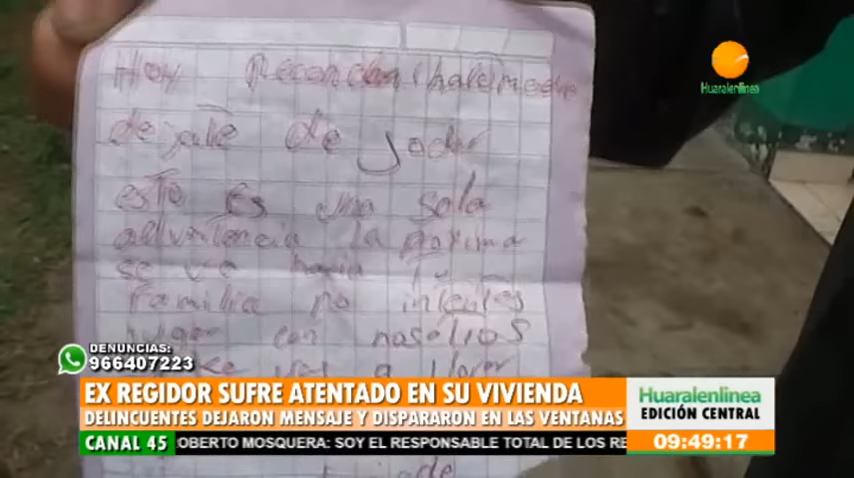 Hoy
dejate de Joder
esto Es una sola
advertencia la proxima
se va hacia tu
Familia no intentes
jugar con nosotros
vas a llorar
Huaralenlinea
DENUNCIAS:
966407223
EX REGIDOR SUFRE ATENTADO EN SU VIVIENDA
DELINCUENTES DEJARON MENSAJE Y DISPARARON EN LAS VENTANAS
Huaralenlinea
EDICIÓN CENTRAL
CANAL 45
OBERTO MOSQUERA: SOY EL RESPONSABLE TOTAL DE LOS RE
09:49:17